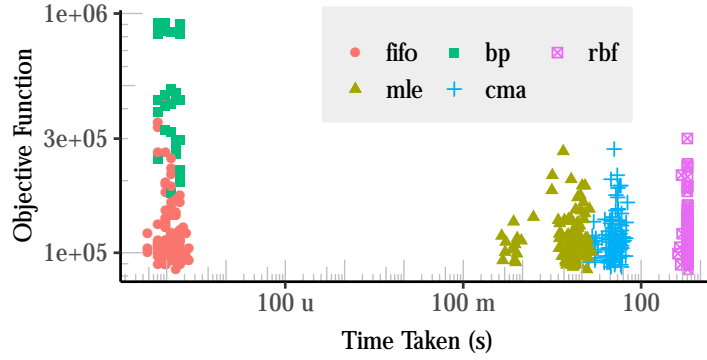 1e+06
3e+05
1e+05
Objective Function
fifo bp rbf
mle cma
100 u 100 m 100
Time Taken (s)